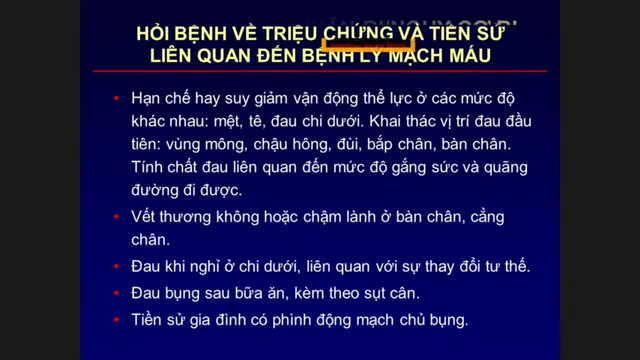 HỎI BỆNH VỀ TRIỆU CHỨNG VÀ TIỀN SỬ
LIÊN QUAN ĐẾN BỆNH LÝ MẠCH MÁU
• Hạn chế hay suy giảm vận động thể lực ở các mức độ
khác nhau: mệt, tê, đau chi dưới. Khai thác vị trí đau đầu
tiên: vùng mông, chậu hông, đùi, bắp chân, bàn chân.
Tính chất đau liên quan đến mức độ gắng sức và quãng
đường đi được.
• Vết thương không hoặc chậm lành ở bàn chân, cẳng
chân.
• Đau khi nghỉ ở chi dưới, liên quan với sự thay đổi tư thế.
• Đau bụng sau bữa ăn, kèm theo sụt cân.
• Tiền sử gia đình có phình động mạch chủ bụng.